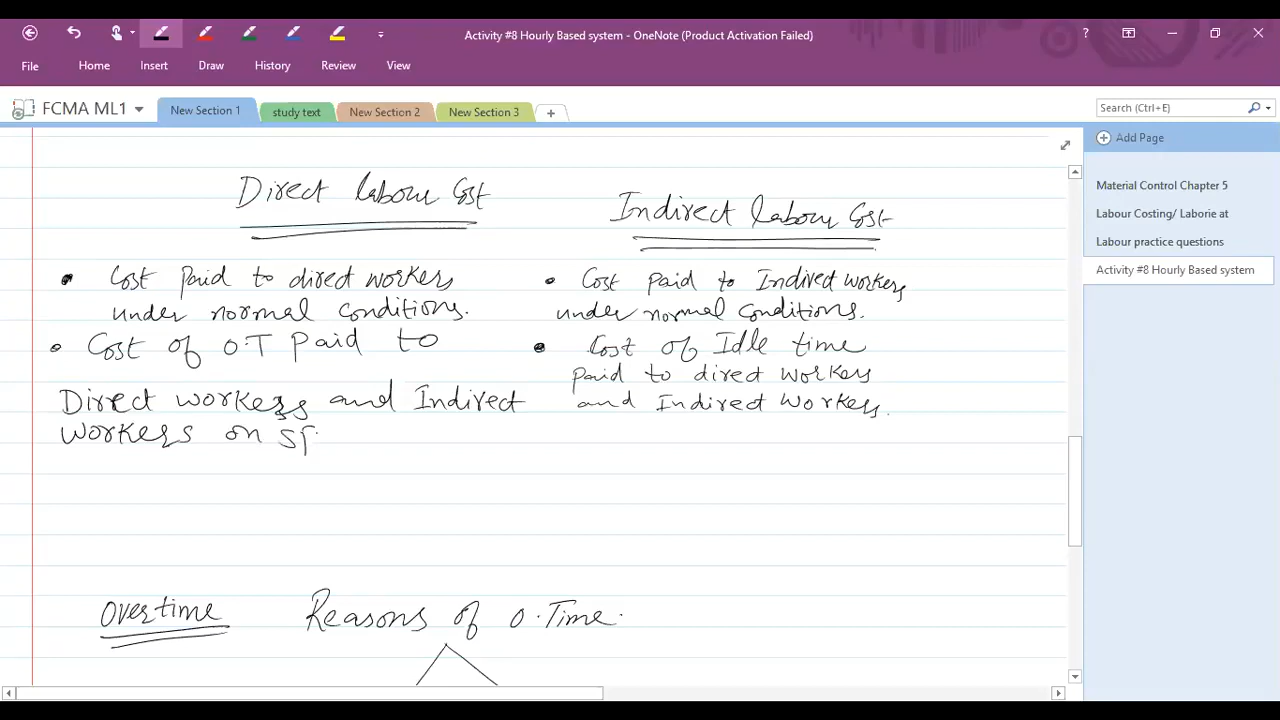 Activity #8 Hourly Based system - OneNote (Product Activation Failed)
File Home Insert Draw History Review View
FCMA ML1 New Section 1 study text New Section 2 New Section 3
Search (Ctrl+E)
Add Page
Material Control Chapter 5
Labour Costing/ Laborie at
Labour practice questions
Activity #8 Hourly Based system
Direct labour Cost
• Cost paid to direct workers
under normal conditions.
• Cost of O.T Paid to
Direct workers and Indirect
workers on sp
Indirect labour Cost
• Cost paid to Indirect workers
under normal conditions.
• Cost of Idle time
paid to direct workers
and Indirect workers.
Overtime Reasons of O.Time.